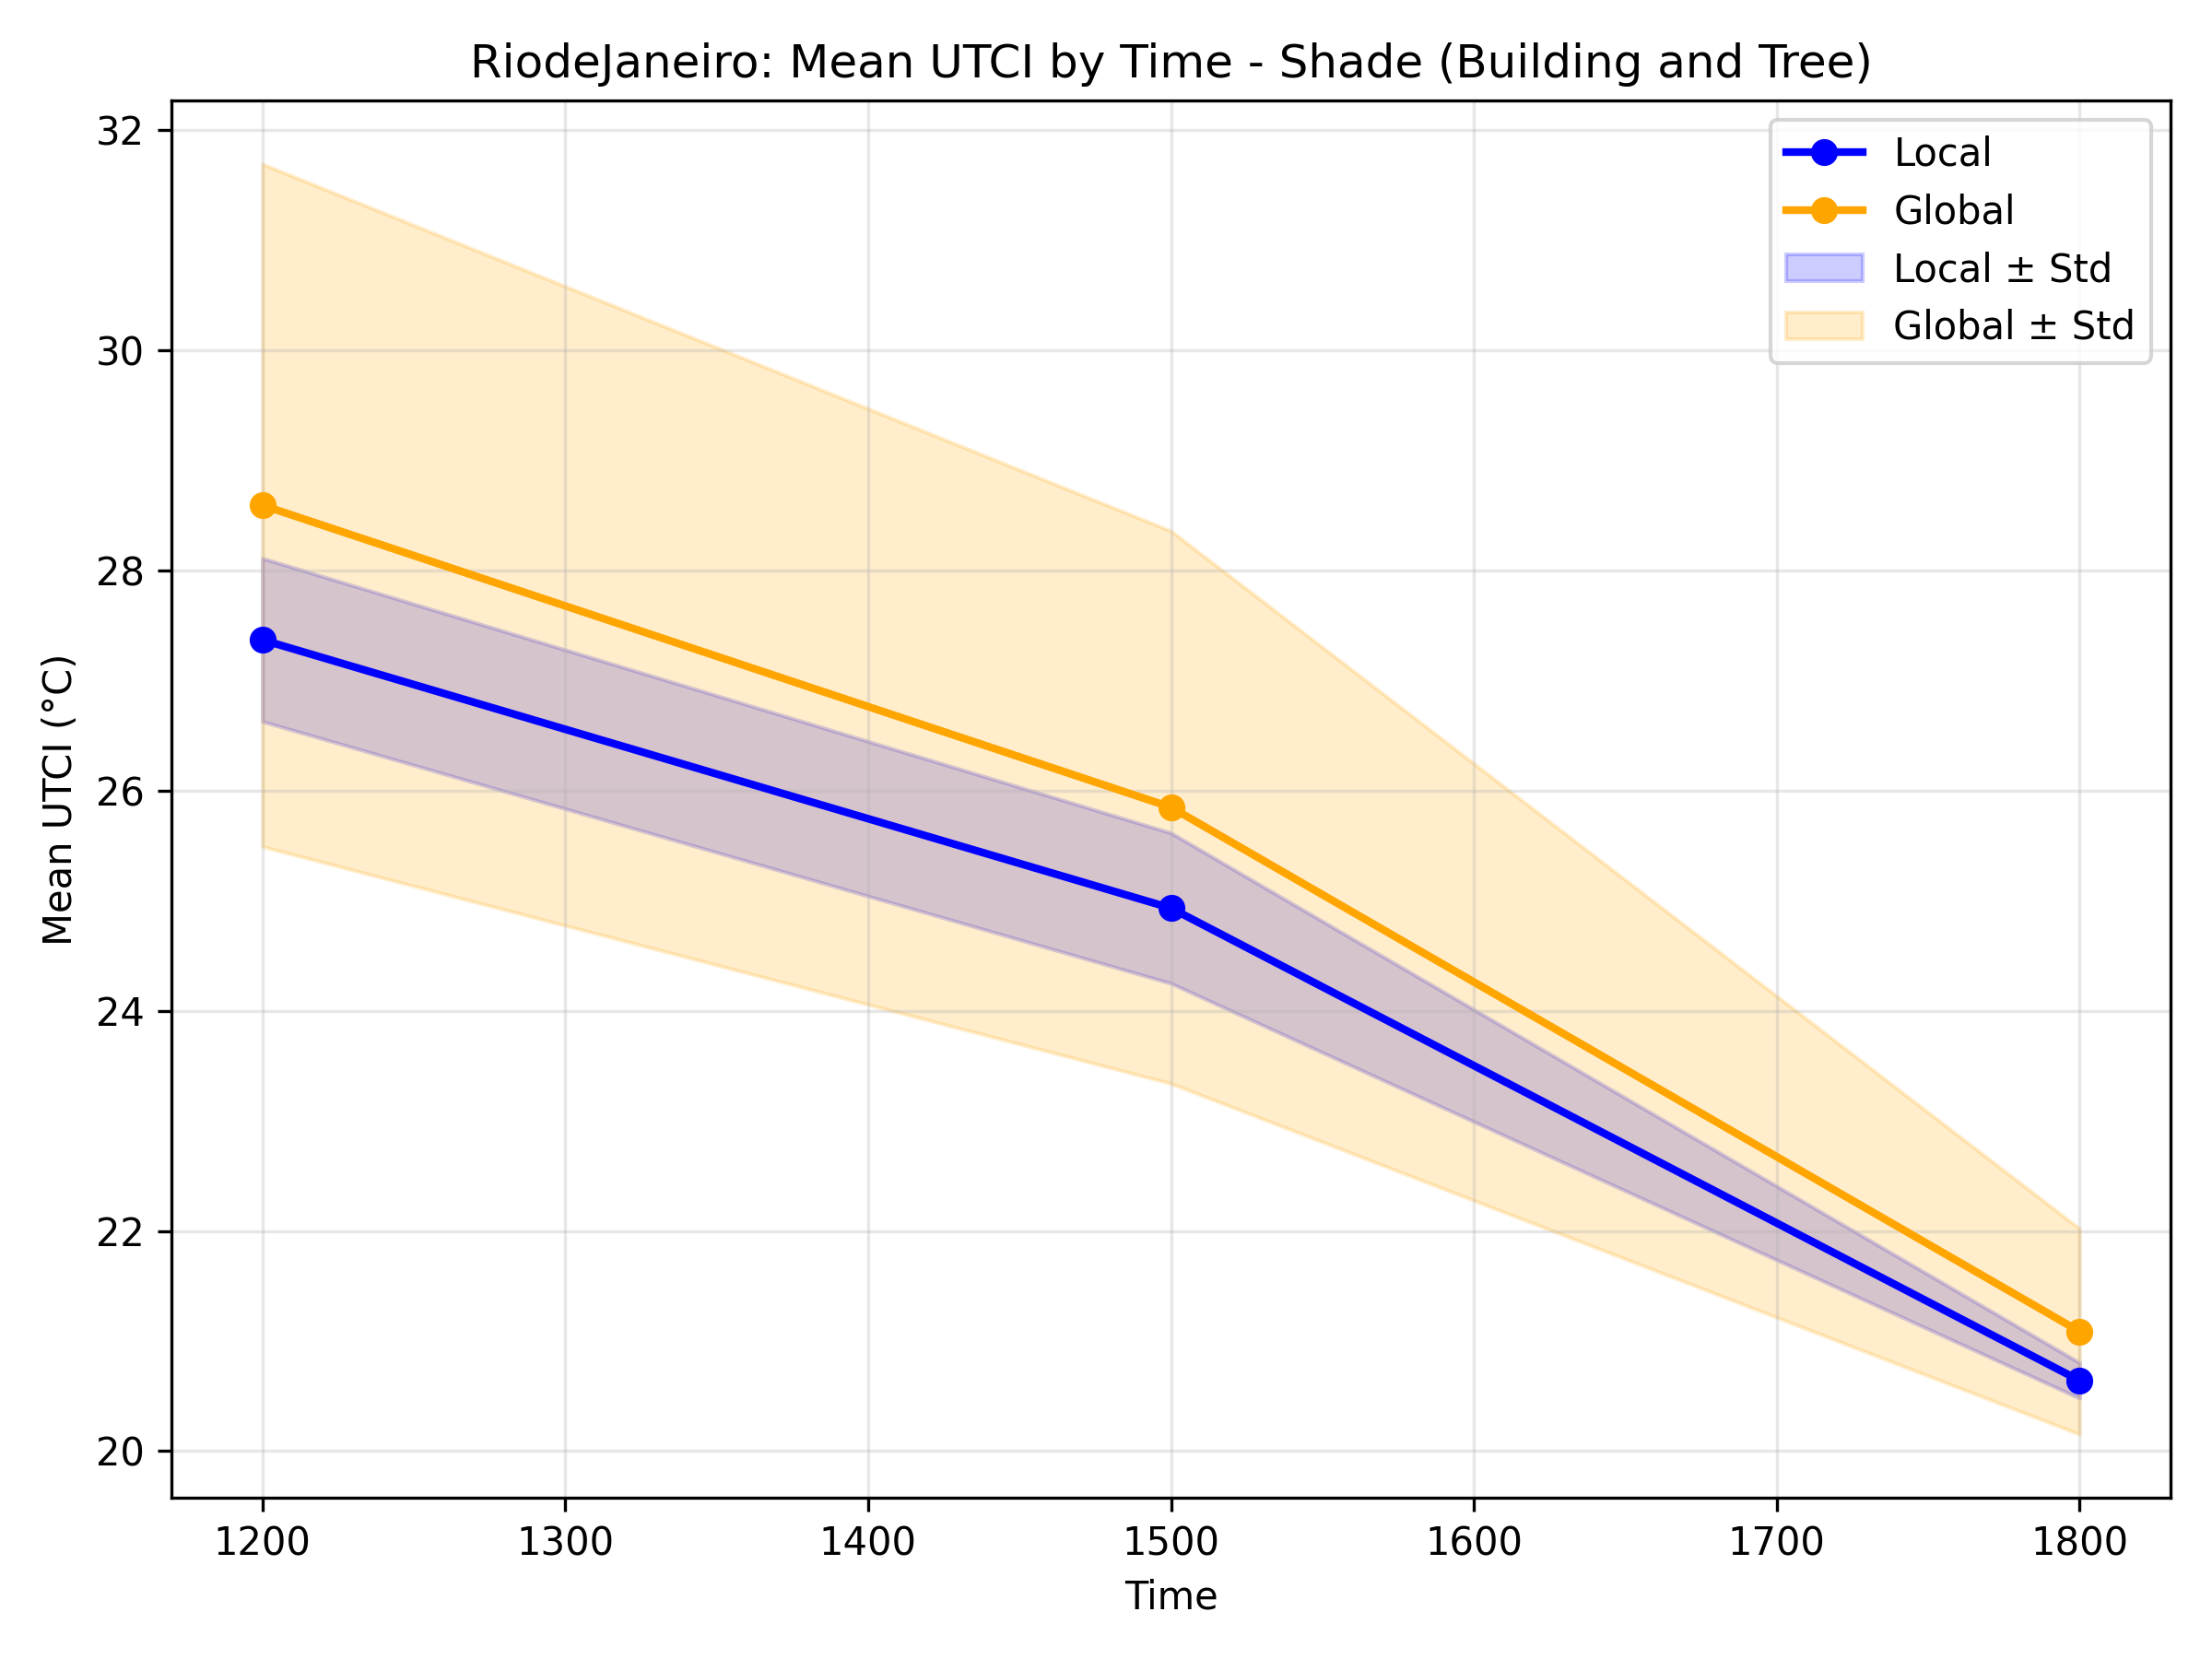 RiodeJaneiro: Mean UTCI by Time - Shade (Building and Tree)
Local
Global
Local ± Std
Global ± Std
Mean UTCI (°C)
32
30
28
26
24
22
20
1200 1300 1400 1500 1600 1700 1800
Time